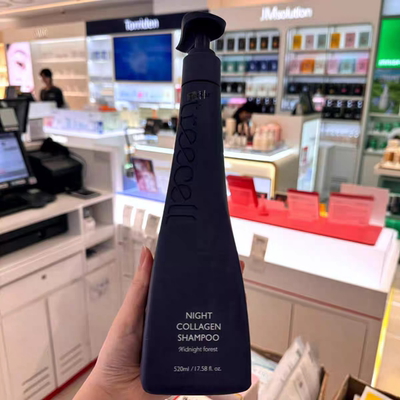 Torriden
JMsolution
Treecell
NIGHT
COLLAGEN
SHAMPOO
Midnight forest
520ml / 17.58 fl. oz.